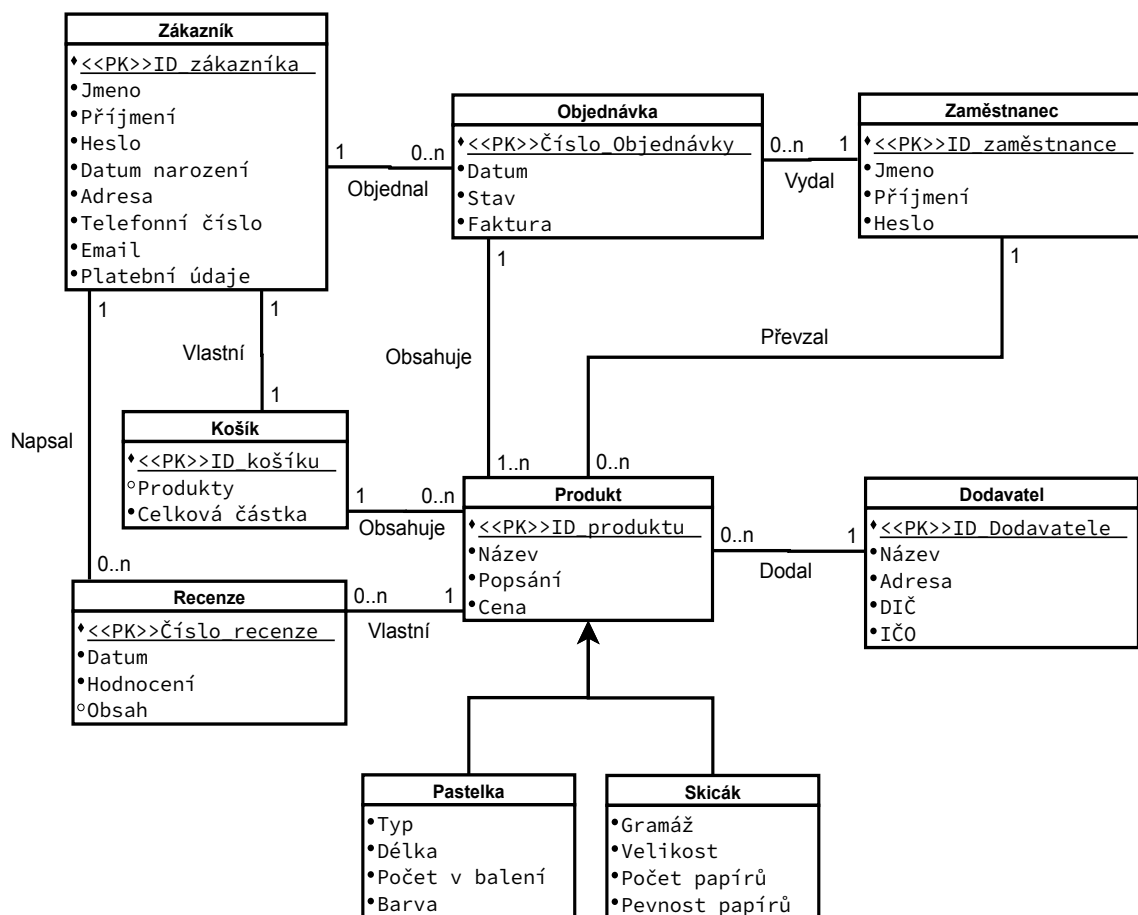 Zákazník
<<PK>>ID_zákazníka
Jmeno
Příjmení
Heslo
Datum narození
Adresa
Telefonní číslo
Email
Platební údaje
1
0..n
Objednal
Objednávka
<<PK>>Číslo_Objednávky
Datum
Stav
Faktura
0..n
1
Vydal
Zaměstnanec
<<PK>>ID_zaměstnance
Jmeno
Příjmení
Heslo
1
1
1
1
Vlastní
Obsahuje
Převzal
1
Napsal
Košík
<<PK>>ID_košíku
Produkty
Celková částka
1
0..n
Obsahuje
1..n
0..n
Produkt
<<PK>>ID_produktu
Název
Popsání
Cena
0..n
1
Dodal
Dodavatel
<<PK>>ID_Dodavatele
Název
Adresa
DIČ
IČO
0..n
Recenze
<<PK>>Číslo_recenze
Datum
Hodnocení
Obsah
0..n
1
Vlastní
Pastelka
Typ
Délka
Počet v balení
Barva
Skicák
Gramáž
Velikost
Počet papírů
Pevnost papírů